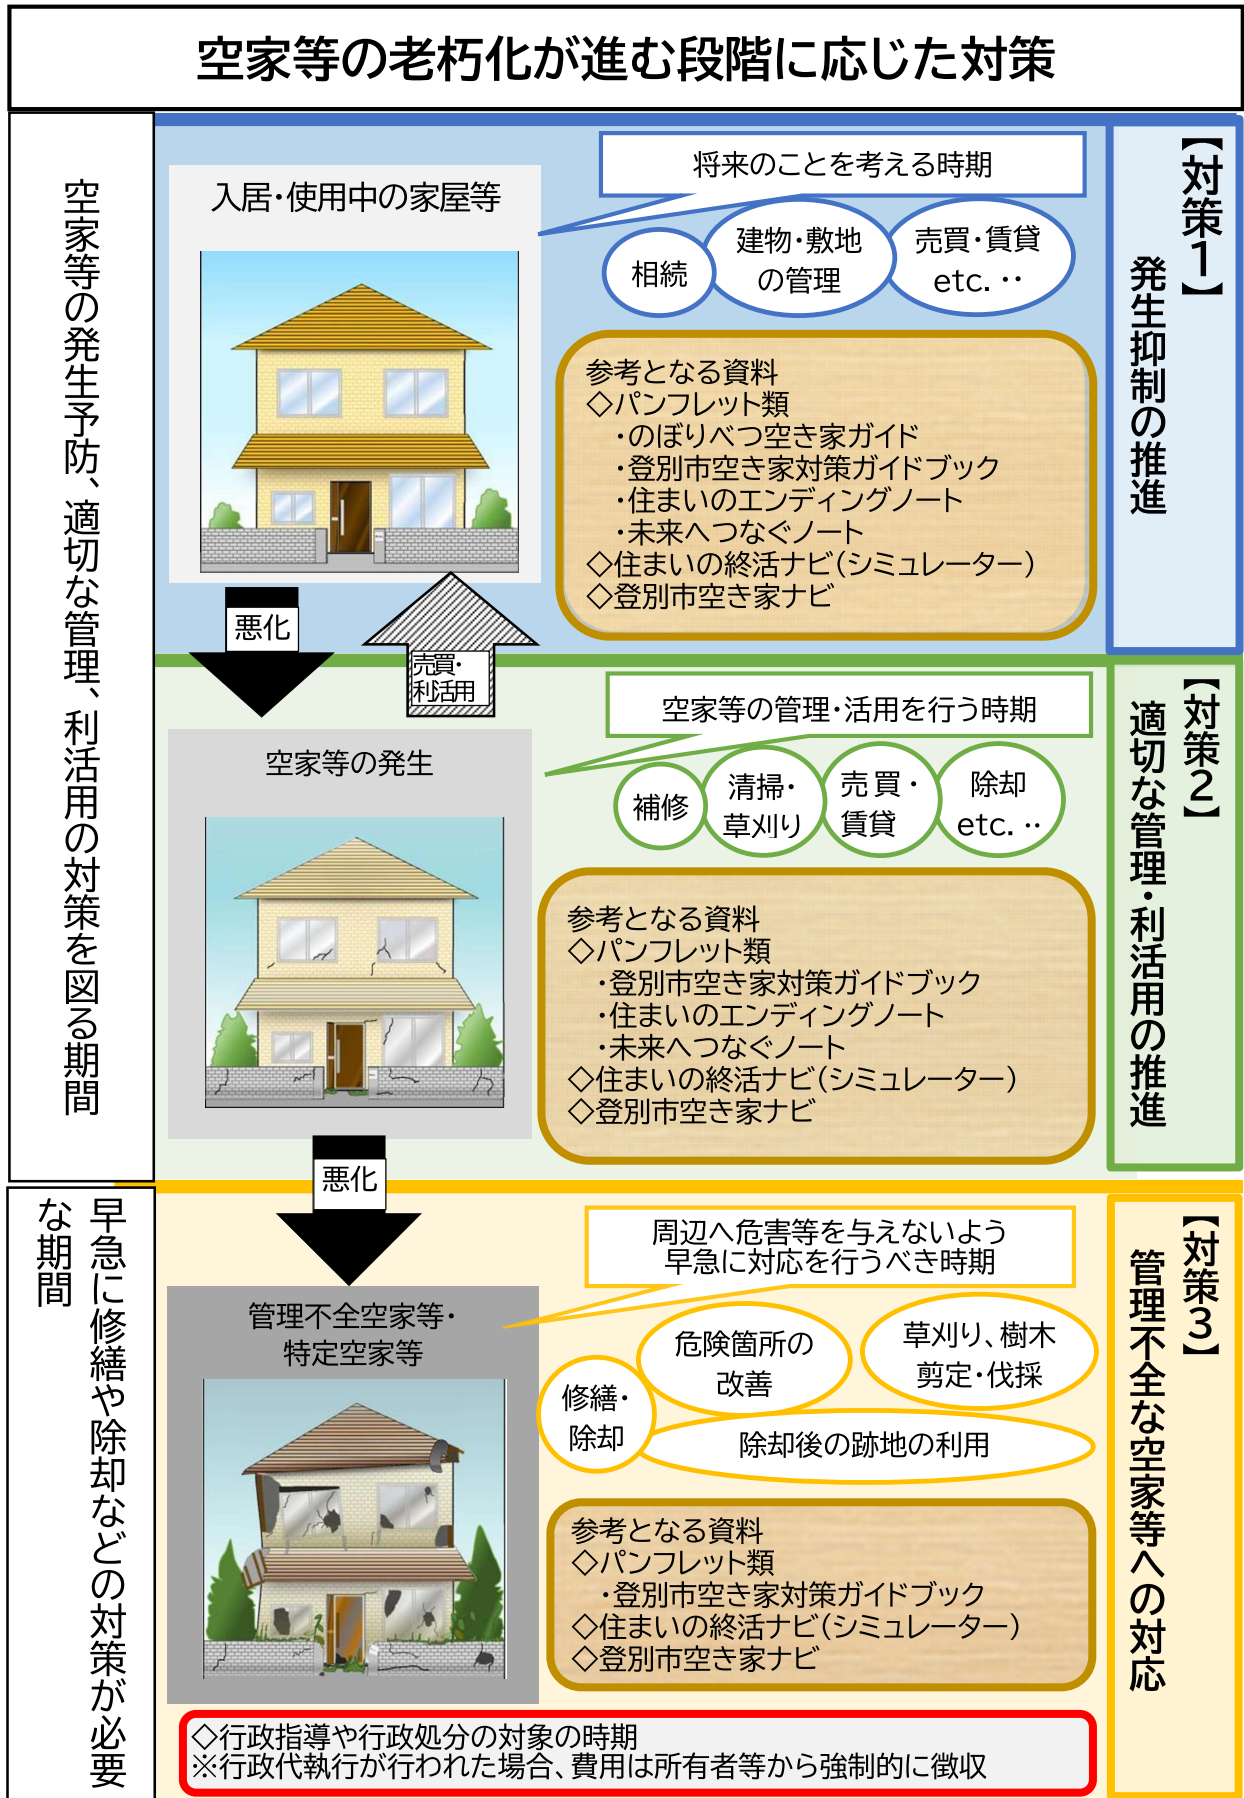 空家等の老朽化が進む段階に応じた対策
空家等の発生予防、適切な管理、利活用の対策を図る期間
入居・使用中の家屋等
将来のことを考える時期
相続
建物・敷地
の管理
売買・賃貸
etc. ‥
参考となる資料
◇パンフレット類
・のぼりべつ空き家ガイド
・登別市空き家対策ガイドブック
・住まいのエンディングノート
・未来へつなぐノート
◇住まいの終活ナビ(シミュレーター)
◇登別市空き家ナビ
【対策1】
発生抑制の推進
悪化
売買・
利活用
空家等の発生
空家等の管理・活用を行う時期
補修
清掃・
草刈り
売買・
賃貸
除却
etc. ‥
参考となる資料
◇パンフレット類
・登別市空き家対策ガイドブック
・住まいのエンディングノート
・未来へつなぐノート
◇住まいの終活ナビ(シミュレーター)
◇登別市空き家ナビ
【対策2】
適切な管理・利活用の推進
悪化
早急に修繕や除却などの対策が必要
な期間
管理不全空家等・
特定空家等
周辺へ危害等を与えないよう
早急に対応を行うべき時期
修繕・
除却
危険箇所の
改善
草刈り、樹木
剪定・伐採
除却後の跡地の利用
参考となる資料
◇パンフレット類
・登別市空き家対策ガイドブック
◇住まいの終活ナビ(シミュレーター)
◇登別市空き家ナビ
【対策3】
管理不全な空家等への対応
◇行政指導や行政処分の対象の時期
※行政代執行が行われた場合、費用は所有者等から強制的に徴収